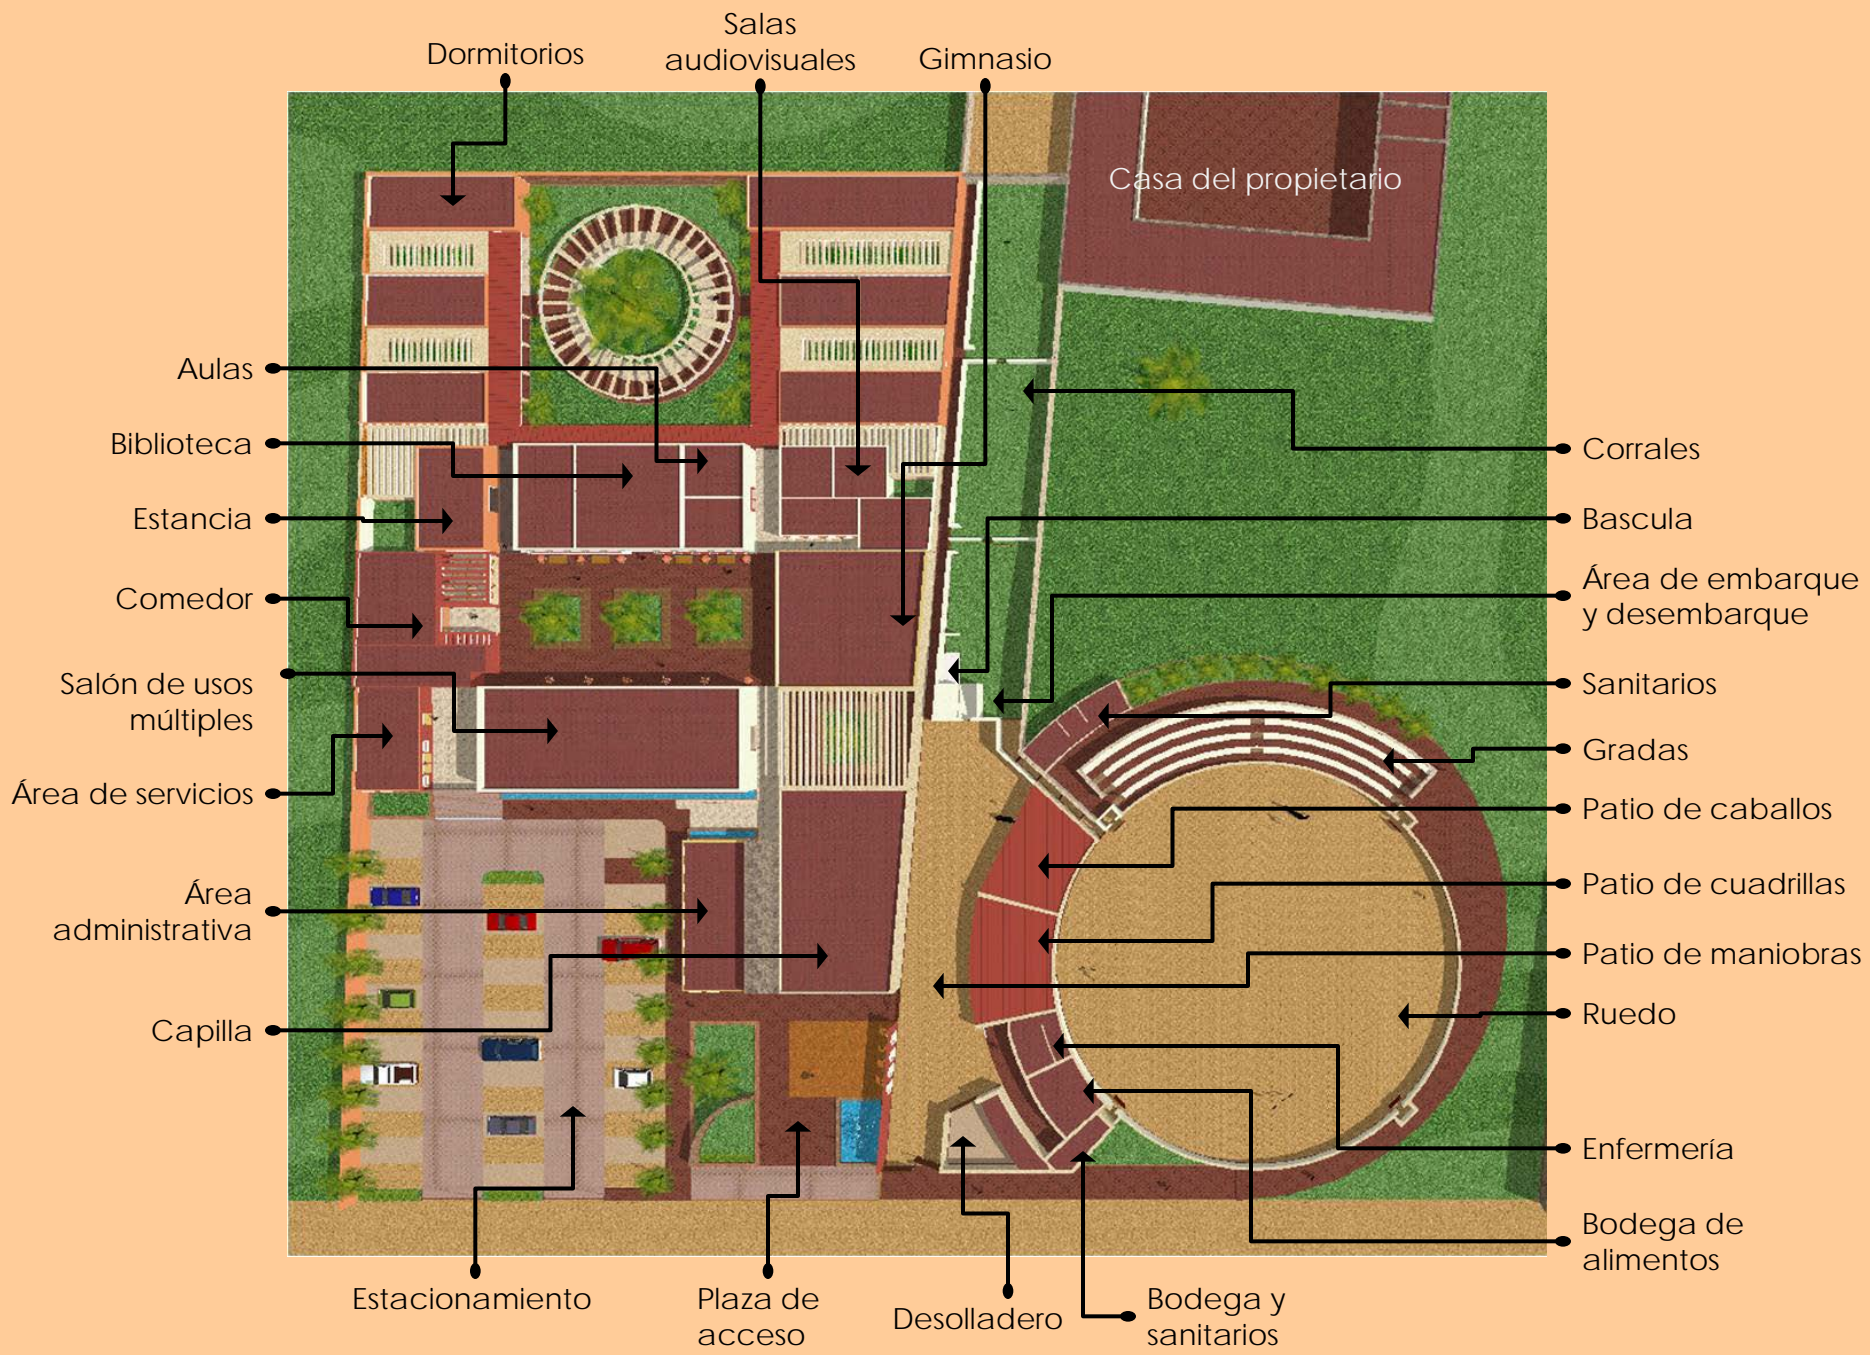 Salas
audiovisuales
Dormitorios
Gimnasio
Casa del propietario
Aulas
Biblioteca
Estancia
Comedor
Salón de usos
múltiples
Área de servicios
Área
administrativa
Capilla
Corrales
Bascula
Área de embarque
y desembarque
Sanitarios
Gradas
Patio de caballos
Patio de cuadrillas
Patio de maniobras
Ruedo
Enfermería
Bodega de
alimentos
Estacionamiento
Plaza de
acceso
Desolladero
Bodega y
sanitarios